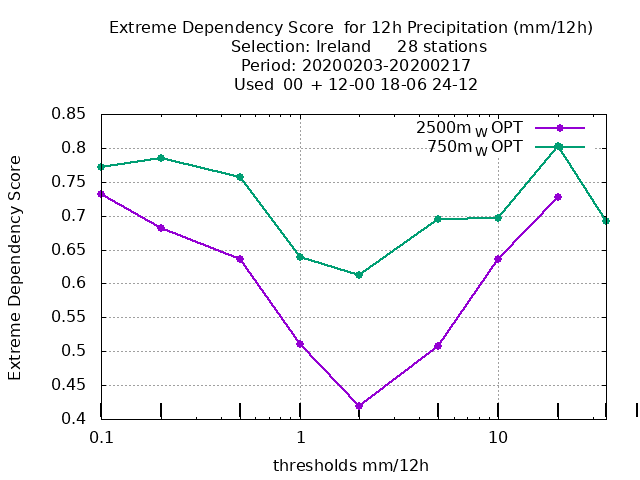 Extreme Dependency Score  for 12h Precipitation (mm/12h)
Selection: Ireland     28 stations
Period: 20200203-20200217
Used  00  + 12-00 18-06 24-12
2500m W OPT
750m W OPT
0.85
0.8
0.75
0.7
0.65
0.6
0.55
0.5
0.45
0.4
Extreme Dependency Score
0.1
1
10
thresholds mm/12h